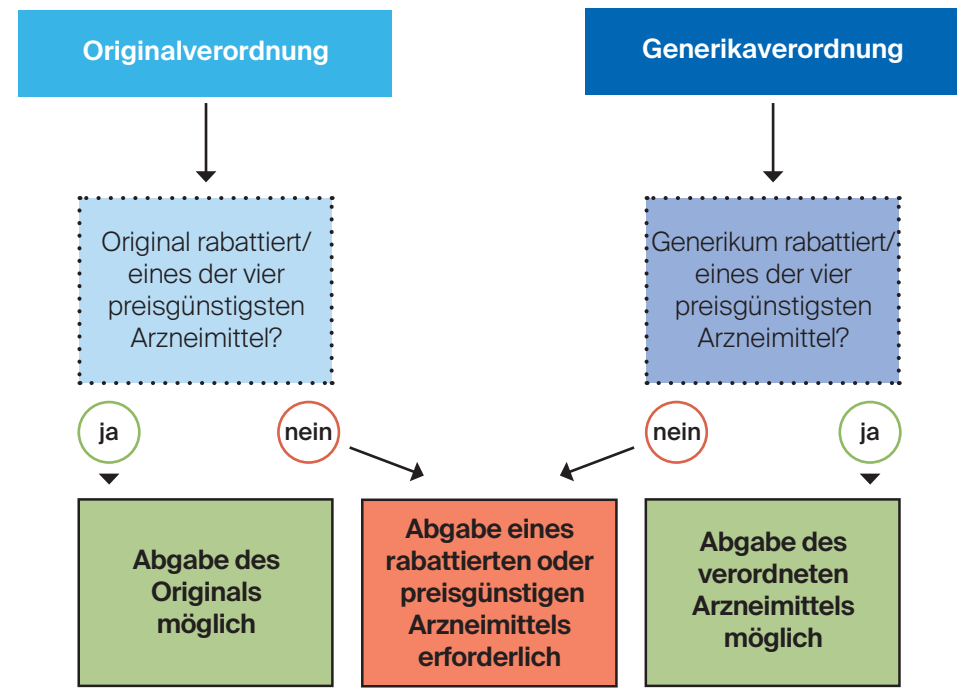 Originalverordnung
Generikaverordnung
Original rabattiert/
eines der vier
preisgünstigsten
Arzneimittel?
Generikum rabattiert/
eines der vier
preisgünstigsten
Arzneimittel?
ja
nein
nein
ja
Abgabe des
Originals
möglich
Abgabe eines
rabattierten oder
preisgünstigen
Arzneimittels
erforderlich
Abgabe des
verordneten
Arzneimittels
möglich